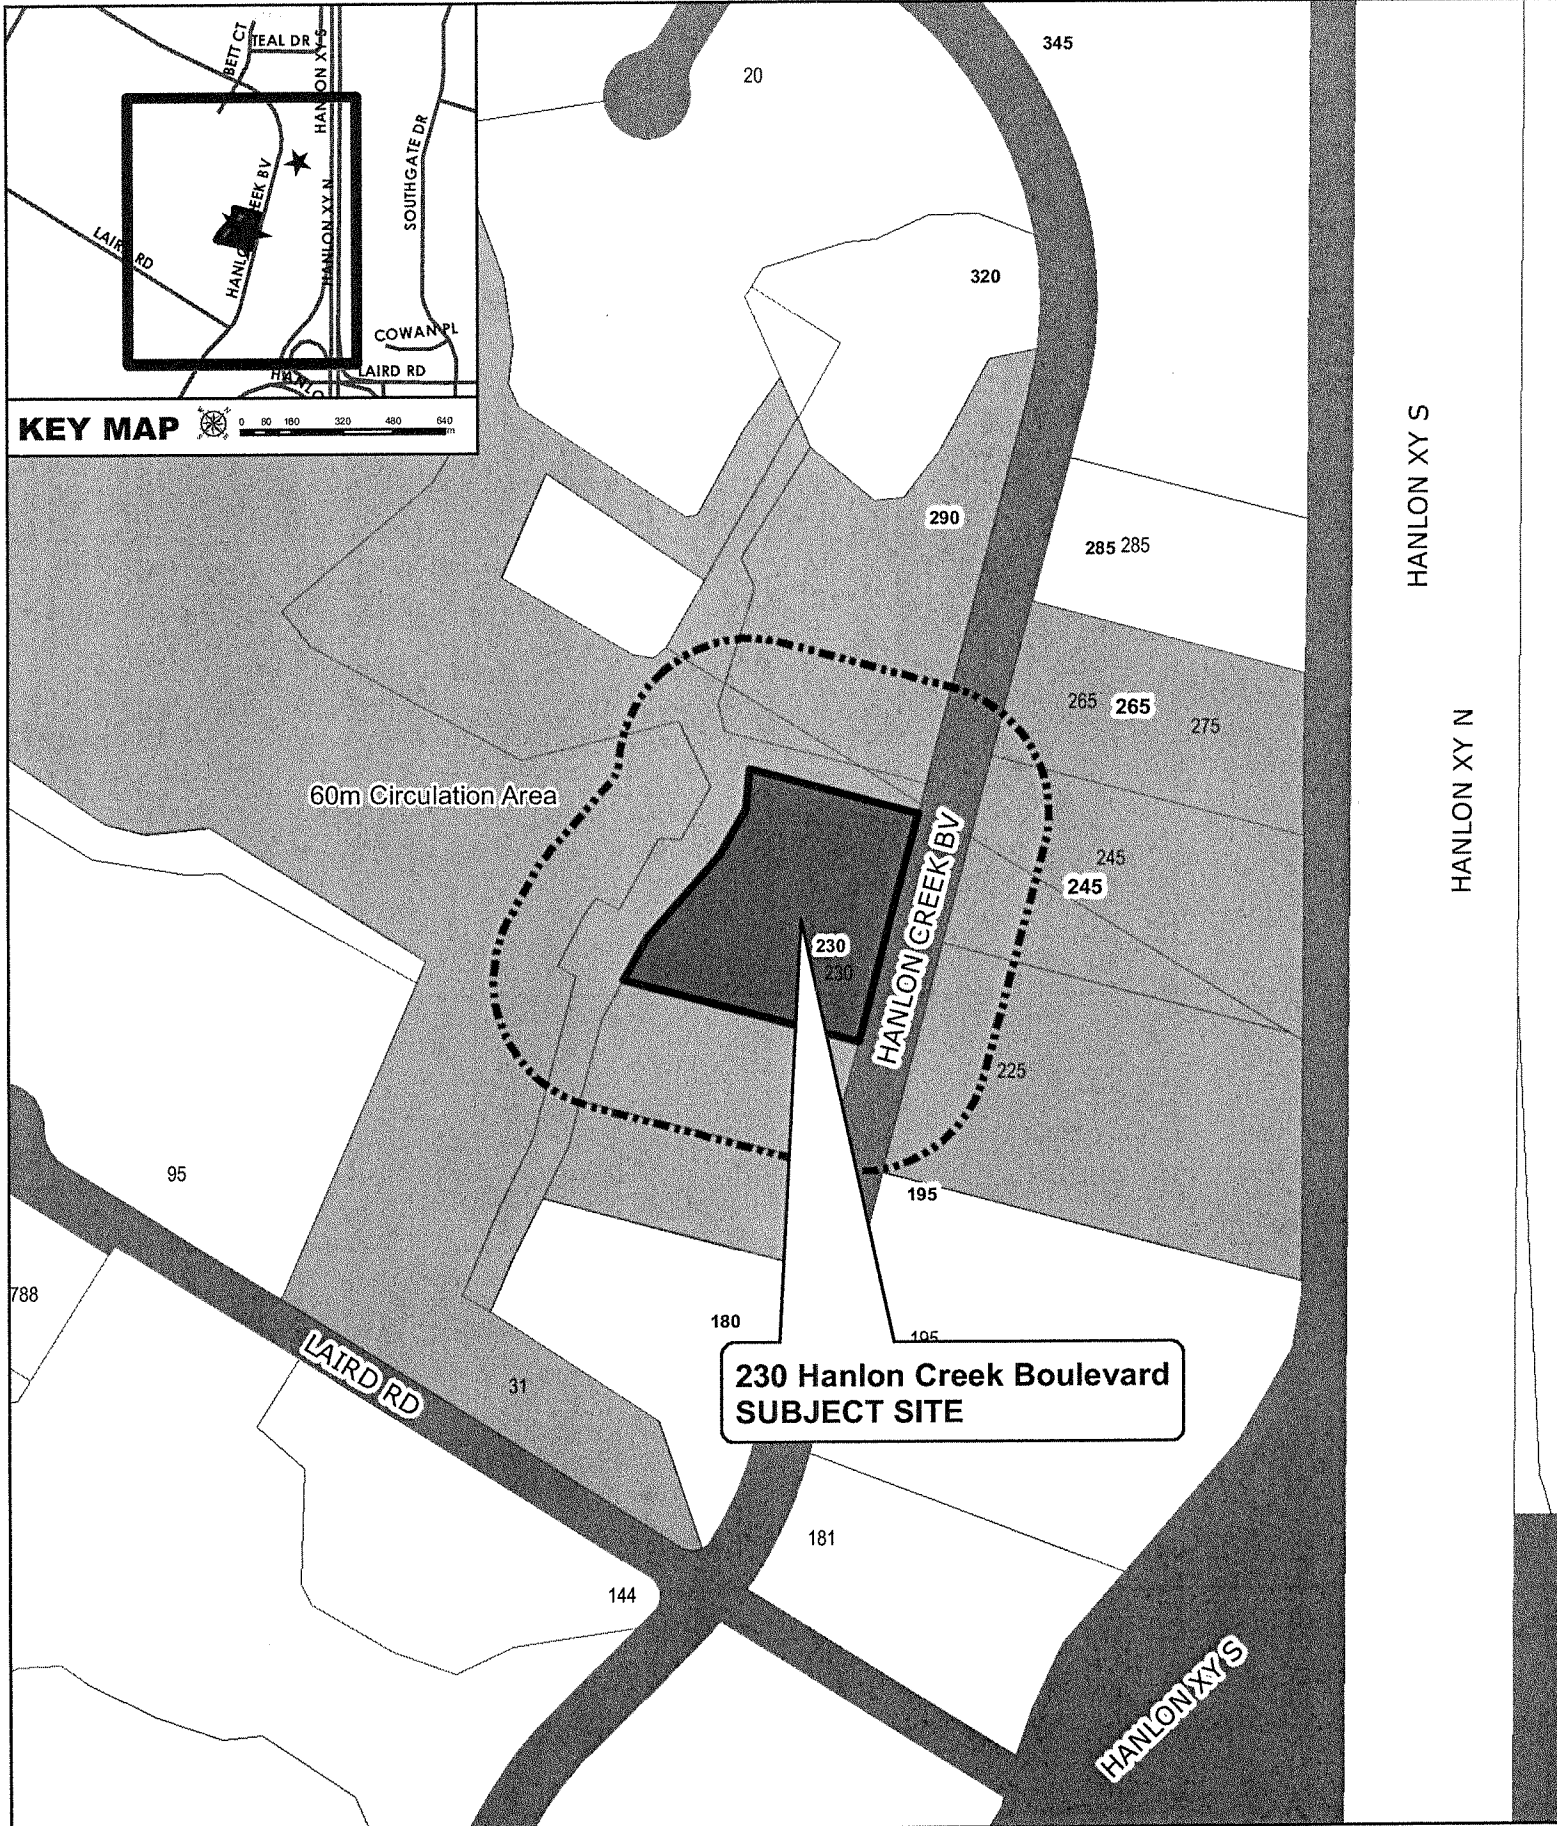 BETT CT
TEAL DR
HANLON XY S
SOUTHGATE DR
HANLON XY N
LAIRD RD
COWAN PL
LAIRD RD
KEY MAP
0 80 160 320 480 640
m
345
20
320
HANLON XY S
290
285 285
265 265
275
HANLON XY N
60m Circulation Area
245
245
HANLON CREEK BV
230
230
225
95
195
788
180
195
LAIRD RD
31
230 Hanlon Creek Boulevard
SUBJECT SITE
181
144
HANLON XY S